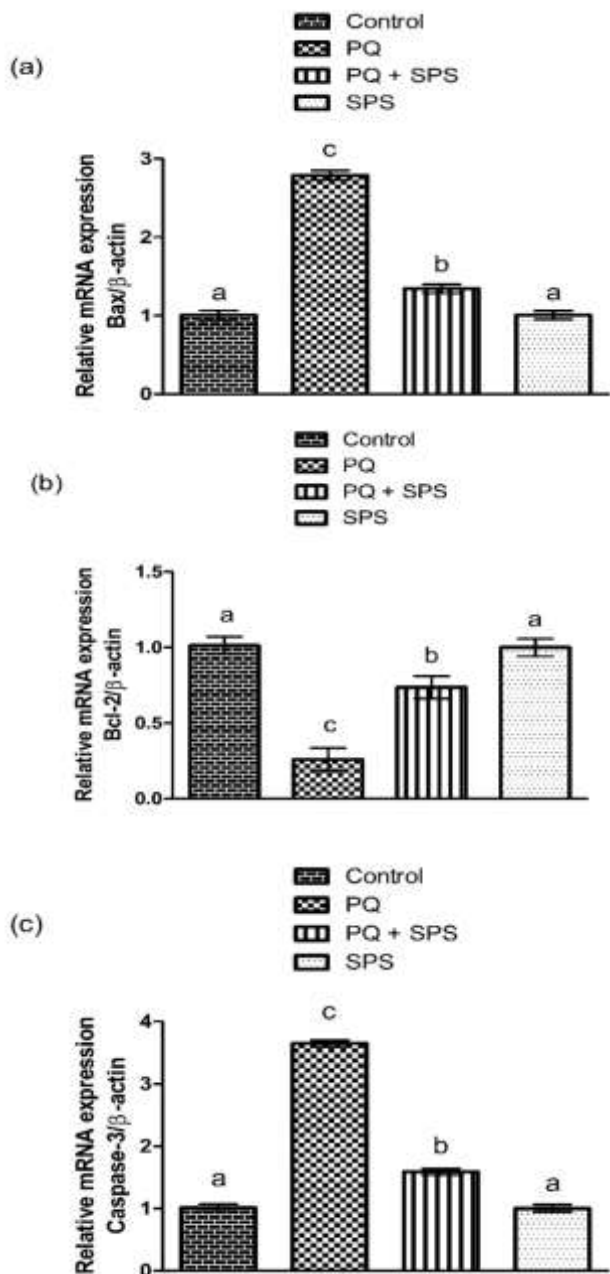 (a)
Control
PQ
PQ + SPS
SPS
Relative mRNA expression
Bax/β-actin
3
2
1
0
a
c
b
a
(b)
Control
PQ
PQ + SPS
SPS
Relative mRNA expression
Bcl-2/β-actin
1.5
1.0
0.5
0.0
a
c
b
a
(c)
Control
PQ
PQ + SPS
SPS
Relative mRNA expression
Caspase-3/β-actin
4
3
2
1
0
a
c
b
a